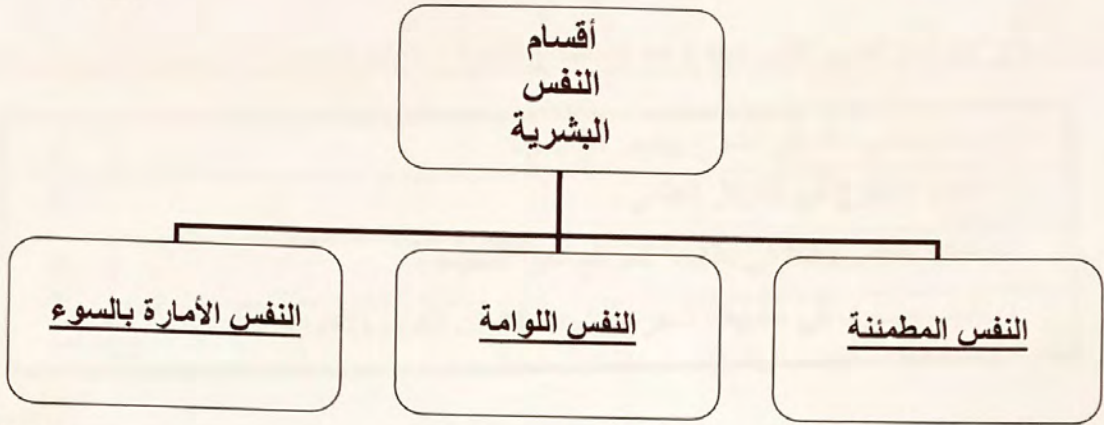 أقسام
النفس
البشرية
النفس المطمئنة
النفس اللوامة
النفس الأمارة بالسوء